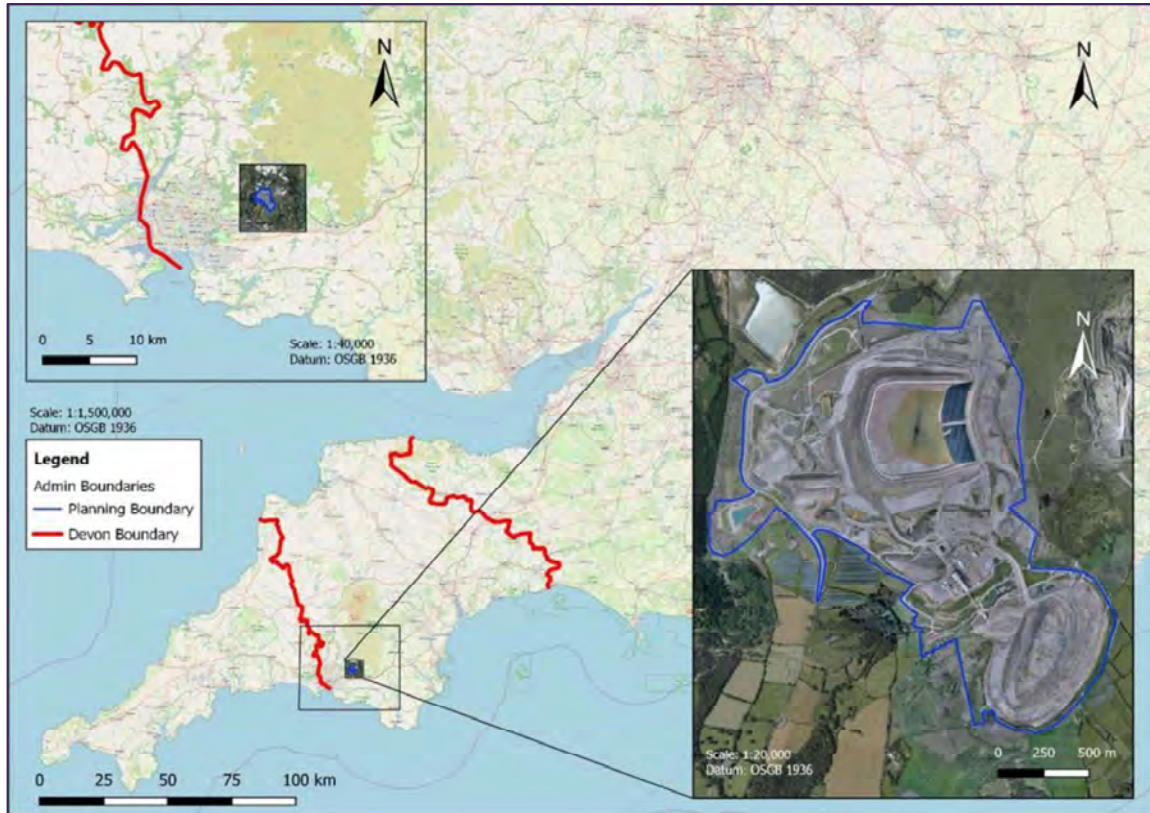 N
0 5 10 km
Scale: 1:40,000
Datum: OSGB 1936
N
Scale: 1:1,500,000
Datum: OSGB 1936
Legend
Admin Boundaries
Planning Boundary
Devon Boundary
0 25 50 75 100 km
N
Scale: 1:20,000
Datum: OSGB 1936
0 250 500 m